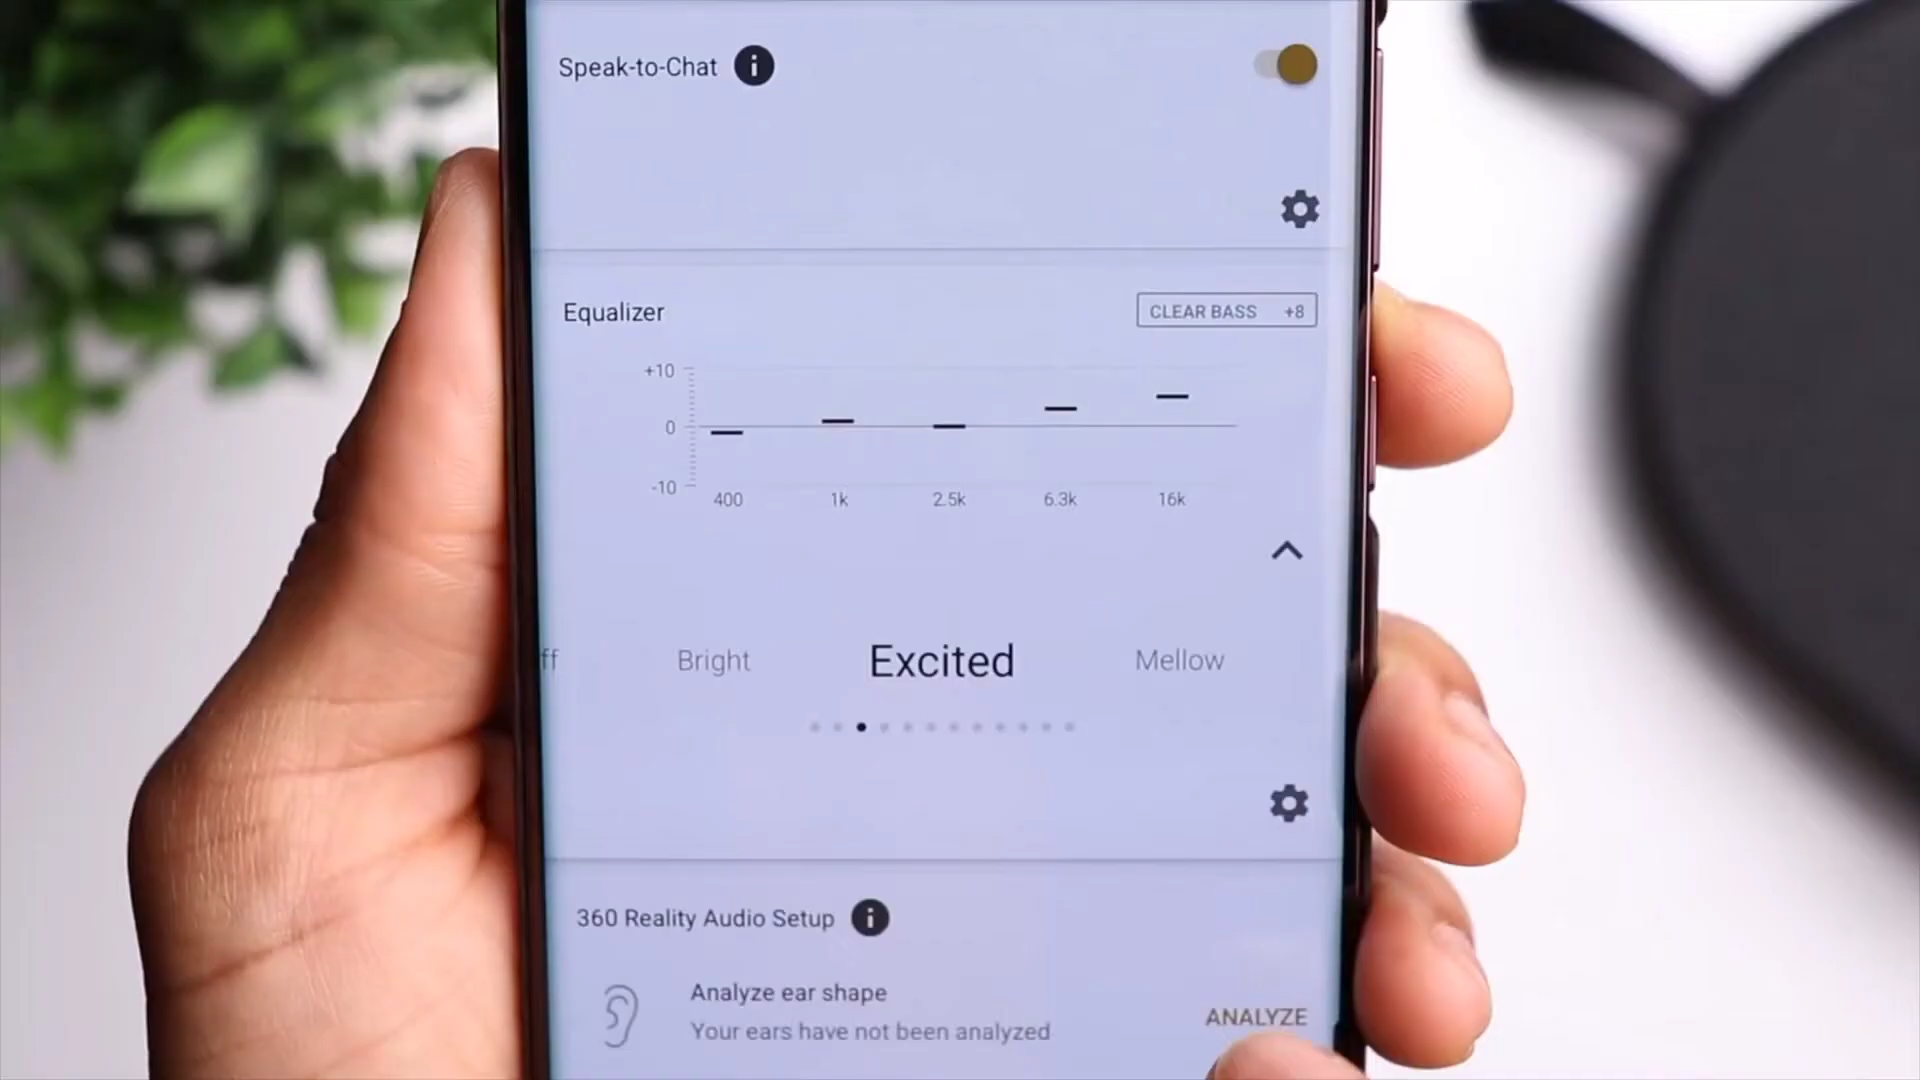 Speak-to-Chat
Equalizer
CLEAR BASS +8
+10
0
-10
400 1k 2.5k 6.3k 16k
ff Bright Excited Mellow
360 Reality Audio Setup
Analyze ear shape
Your ears have not been analyzed
ANALYZE